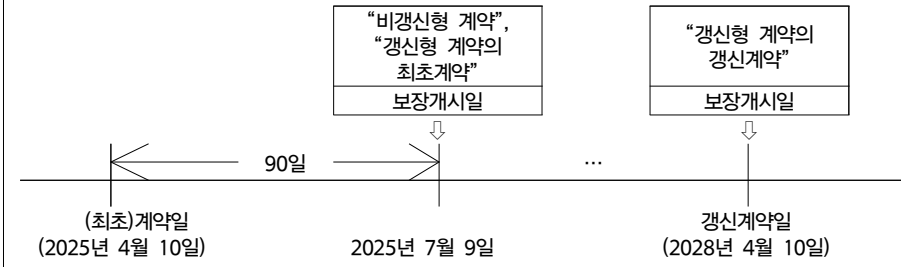 “비갱신형 계약”,
“갱신형 계약의
최초계약”
보장개시일
“갱신형 계약의
갱신계약”
보장개시일
90일
...
(최초)계약일
(2025년 4월 10일)
2025년 7월 9일
갱신계약일
(2028년 4월 10일)